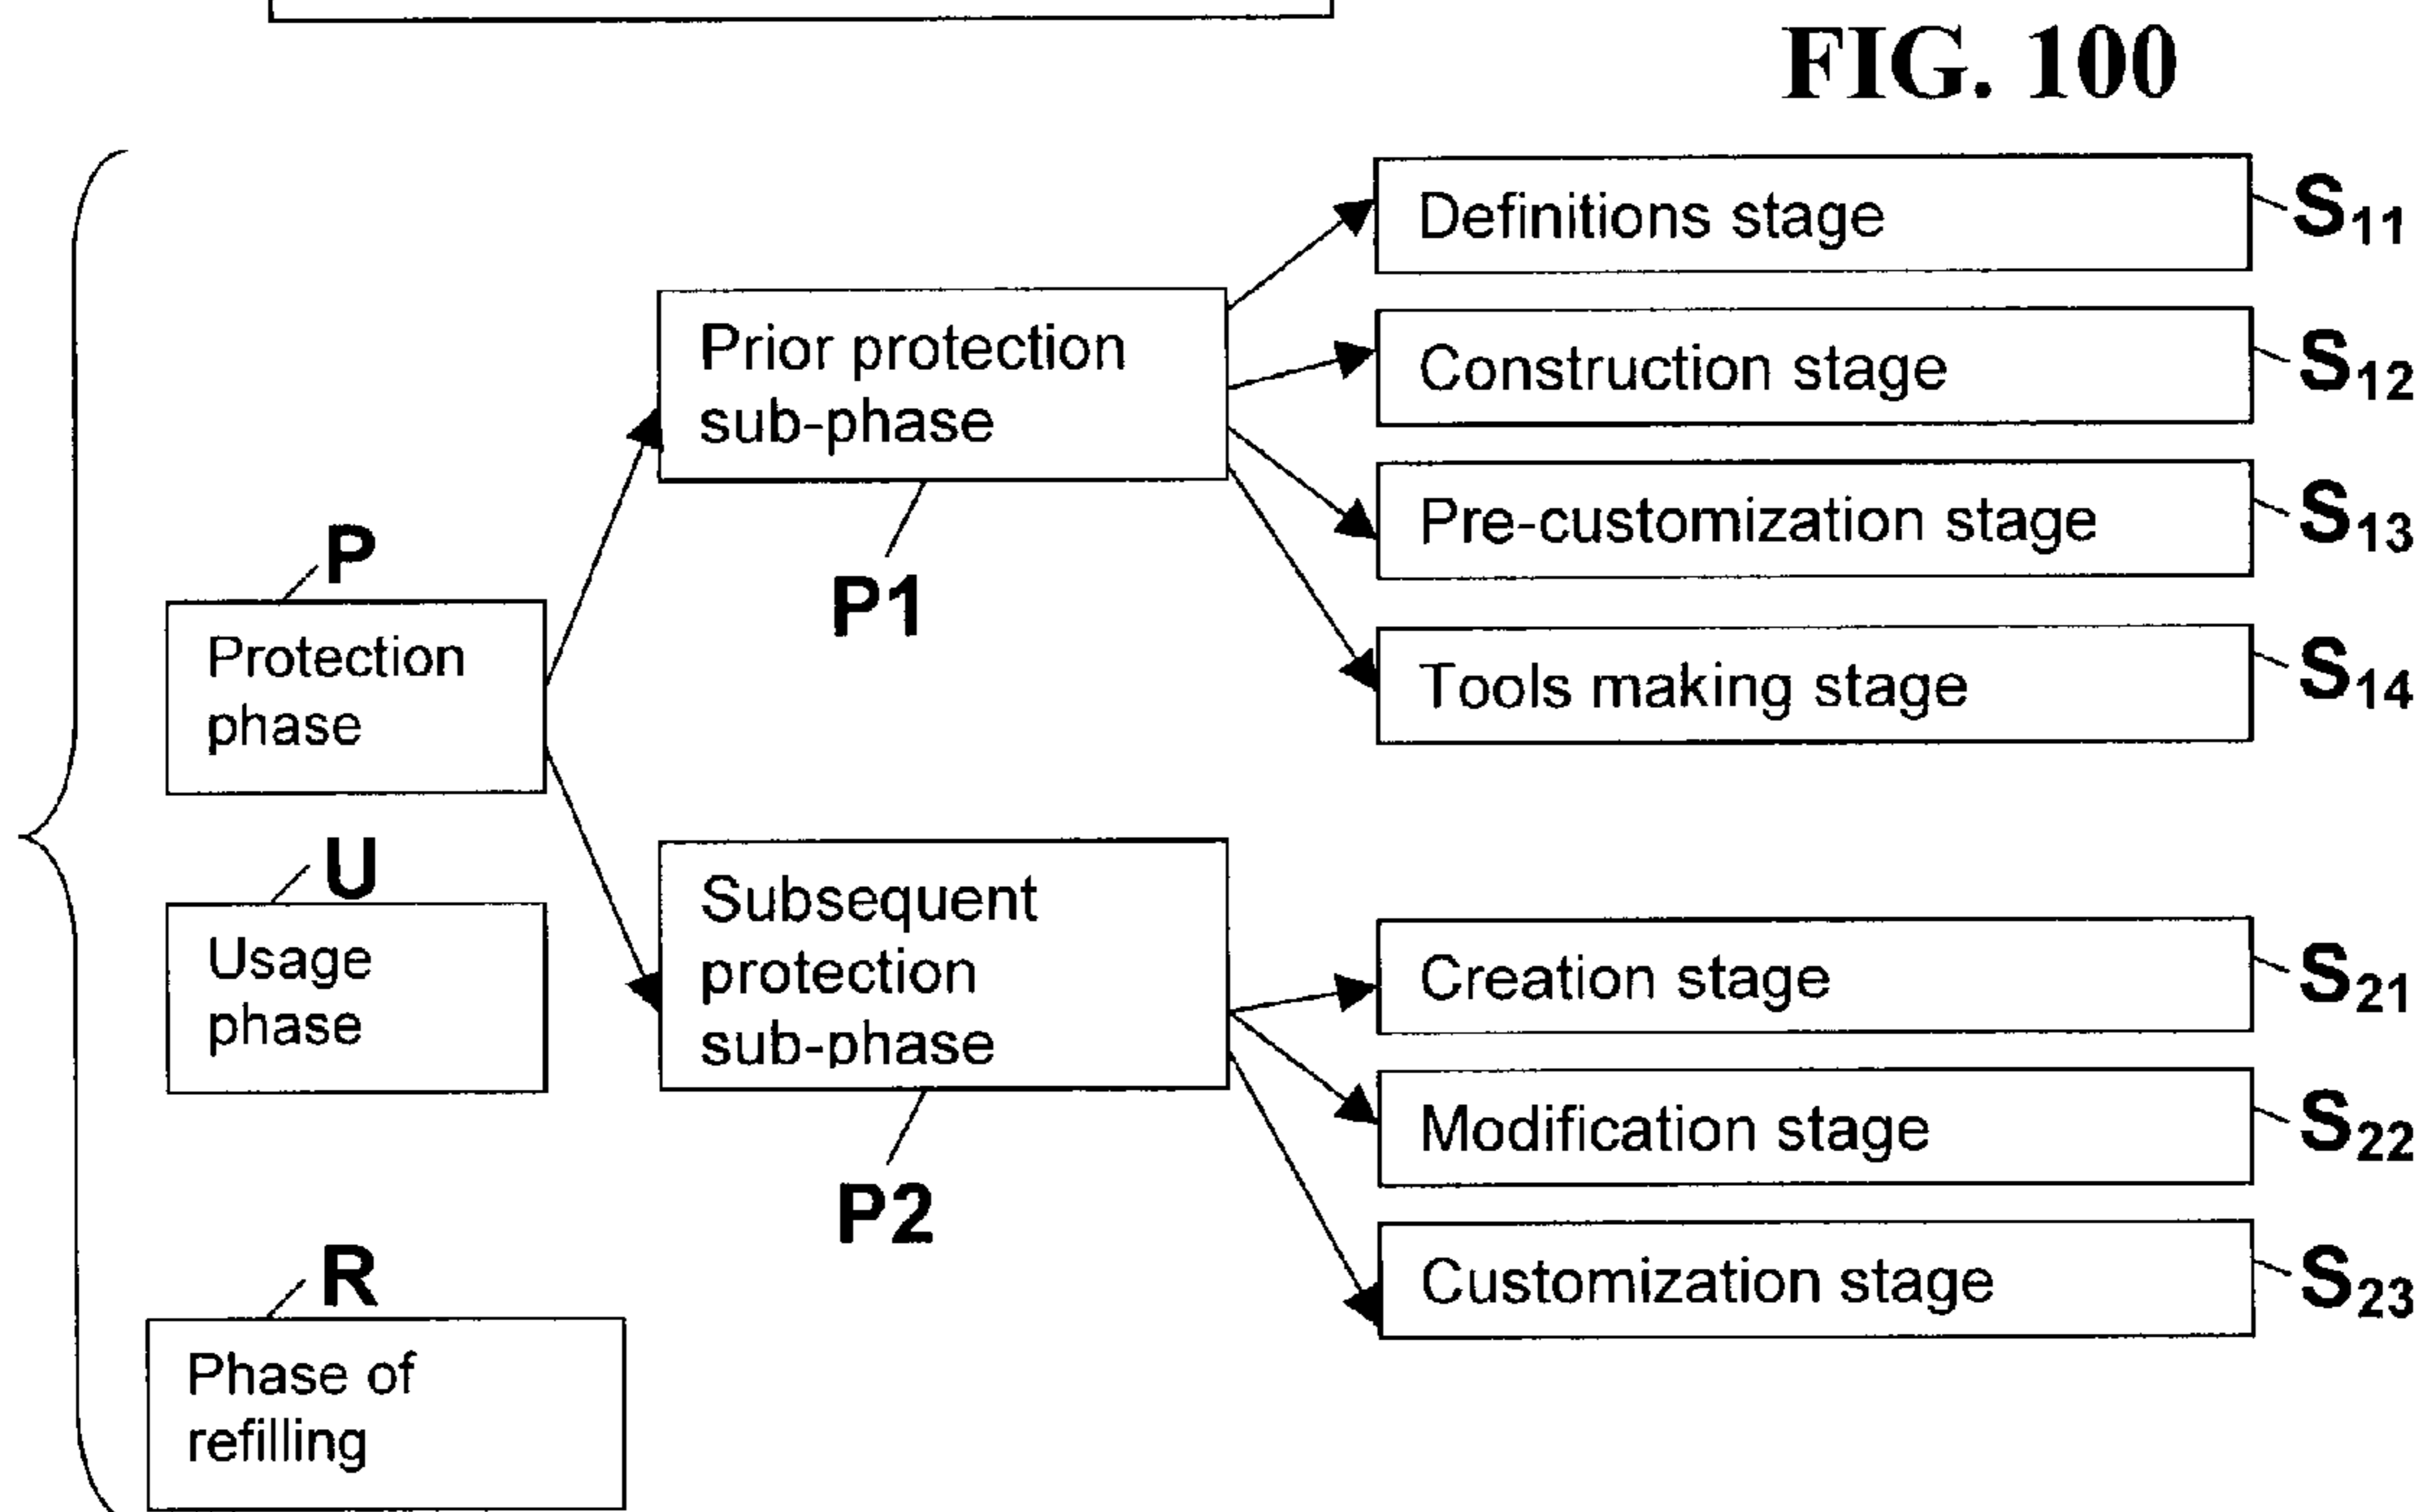 FIG. 100
Definitions stage
S11
Construction stage
S12
Prior protection
sub-phase
Pre-customization stage
S13
P
P1
Protection
phase
Tools making stage
S14
U
Usage
phase
Subsequent
protection
sub-phase
Creation stage
S21
Modification stage
S22
P2
R
Customization stage
S23
Phase of
refilling